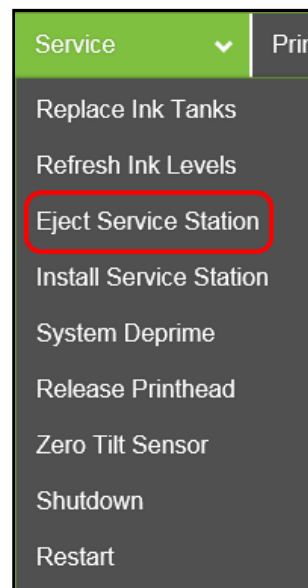 Service
Replace Ink Tanks
Refresh Ink Levels
Eject Service Station
Install Service Station
System Deprime
Release Printhead
Zero Tilt Sensor
Shutdown
Restart